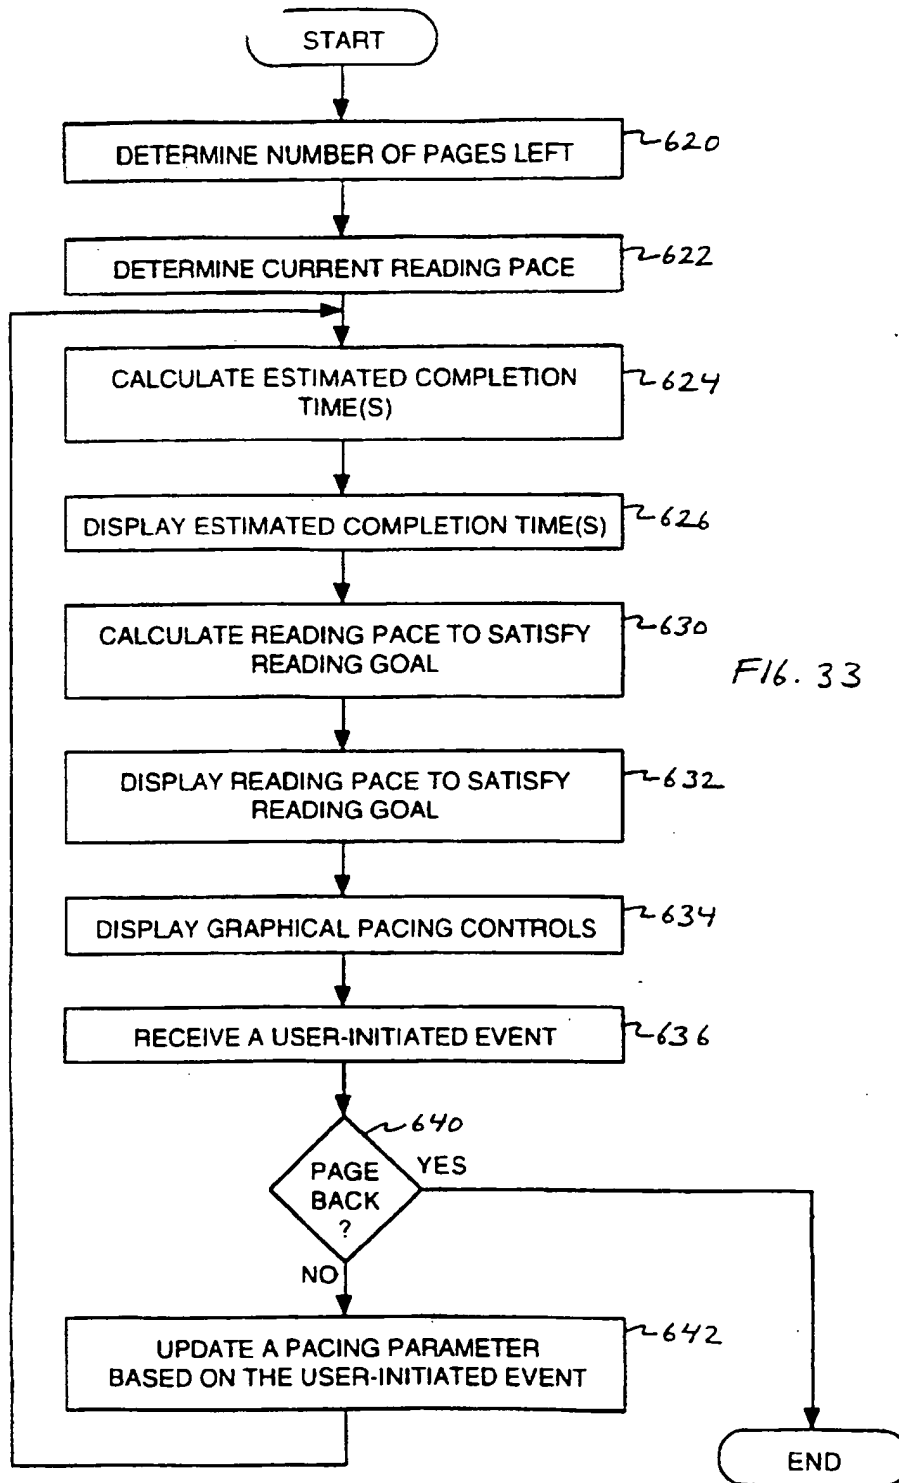 START
DETERMINE NUMBER OF PAGES LEFT
620
DETERMINE CURRENT READING PACE
622
CALCULATE ESTIMATED COMPLETION
TIME(S)
624
DISPLAY ESTIMATED COMPLETION TIME(S)
626
CALCULATE READING PACE TO SATISFY
READING GOAL
630
FIG. 33
DISPLAY READING PACE TO SATISFY
READING GOAL
632
DISPLAY GRAPHICAL PACING CONTROLS
634
RECEIVE A USER-INITIATED EVENT
636
640
PAGE
BACK
?
YES
NO
UPDATE A PACING PARAMETER
BASED ON THE USER-INITIATED EVENT
642
END